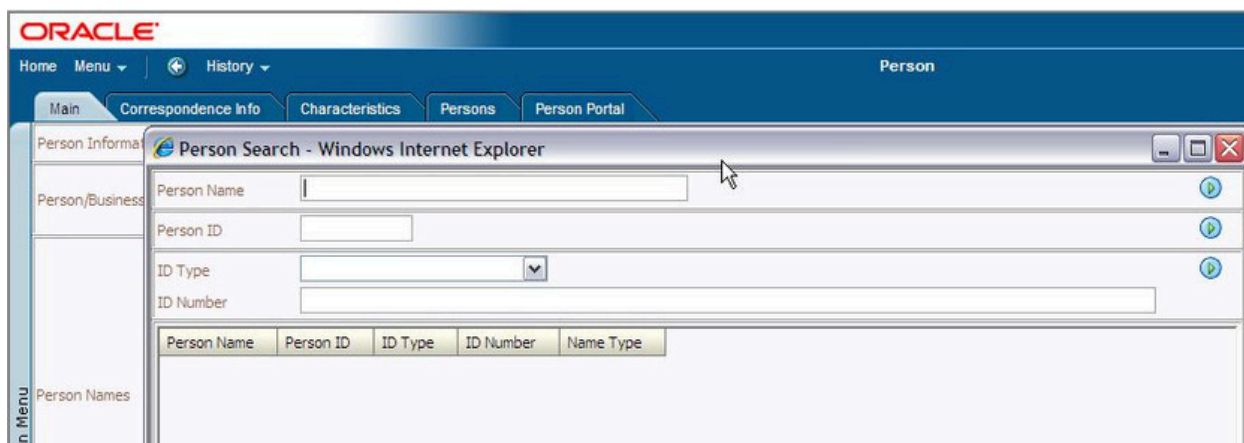 ORACLE
Home Menu History Person
Main Correspondence Info Characteristics Persons Person Portal
Person Informat
Person Search - Windows Internet Explorer
Person/Business
Person Name
Person ID
ID Type
ID Number
Person Name Person ID ID Type ID Number Name Type
Person Names
n Menu